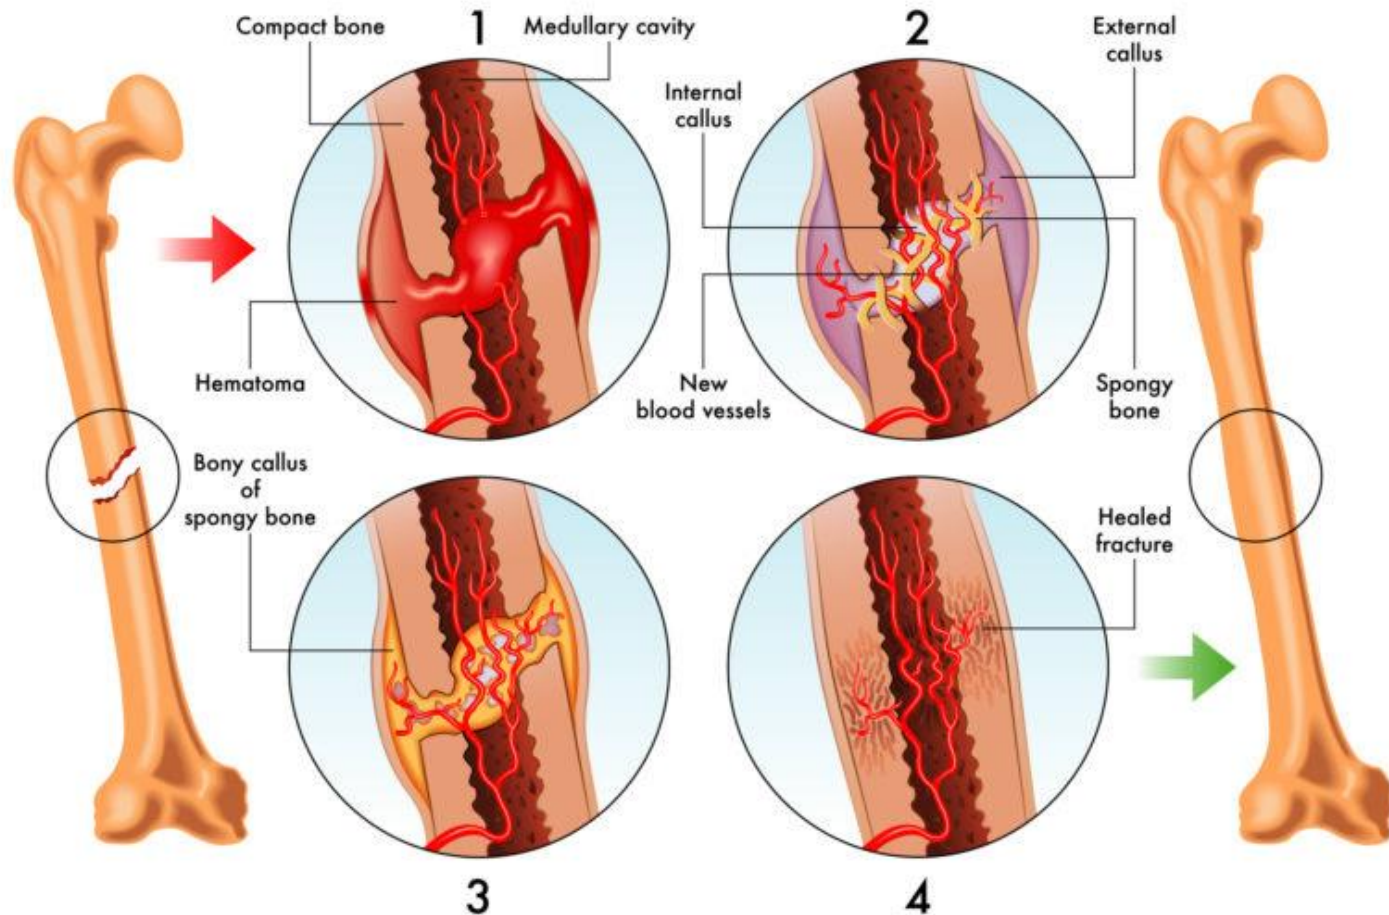 1
Compact bone
Medullary cavity
Hematoma
2
External
callus
Internal
callus
New
blood vessels
Spongy
bone
Bony callus
of
spongy bone
3
Healed
fracture
4